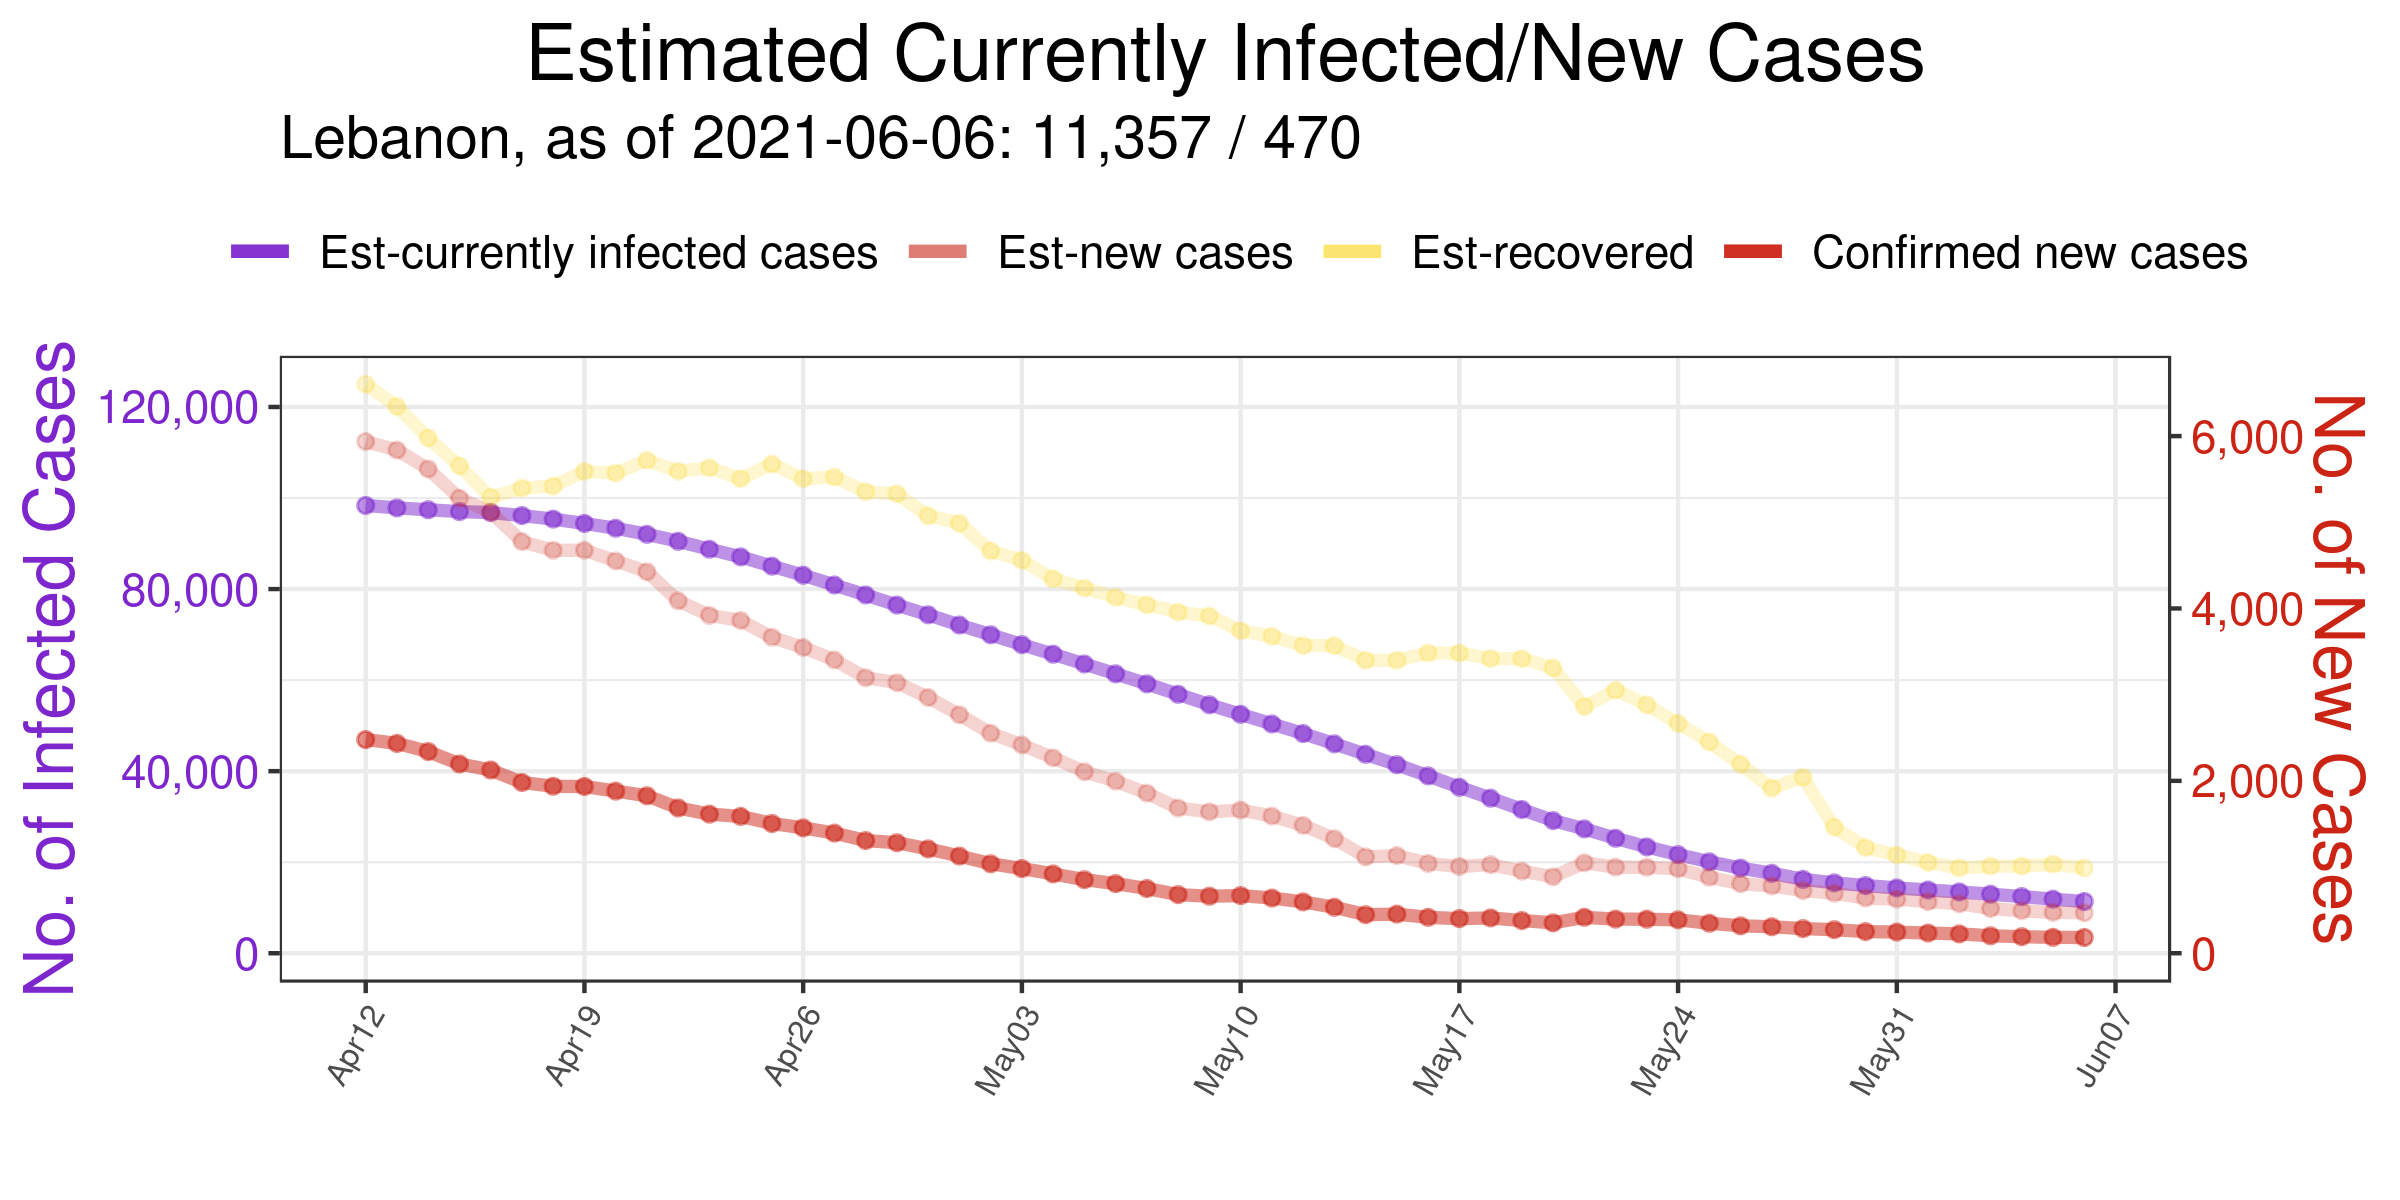 Estimated Currently Infected/New Cases
Lebanon, as of 2021-06-06: 11,357 / 470
Est-currently infected cases Est-new cases Est-recovered Confirmed new cases
No. of Infected Cases
120,000
80,000
40,000
0
6,000
4,000
2,000
0
No. of New Cases
Apr12 Apr19 Apr26 May03 May10 May17 May24 May31 Jun07